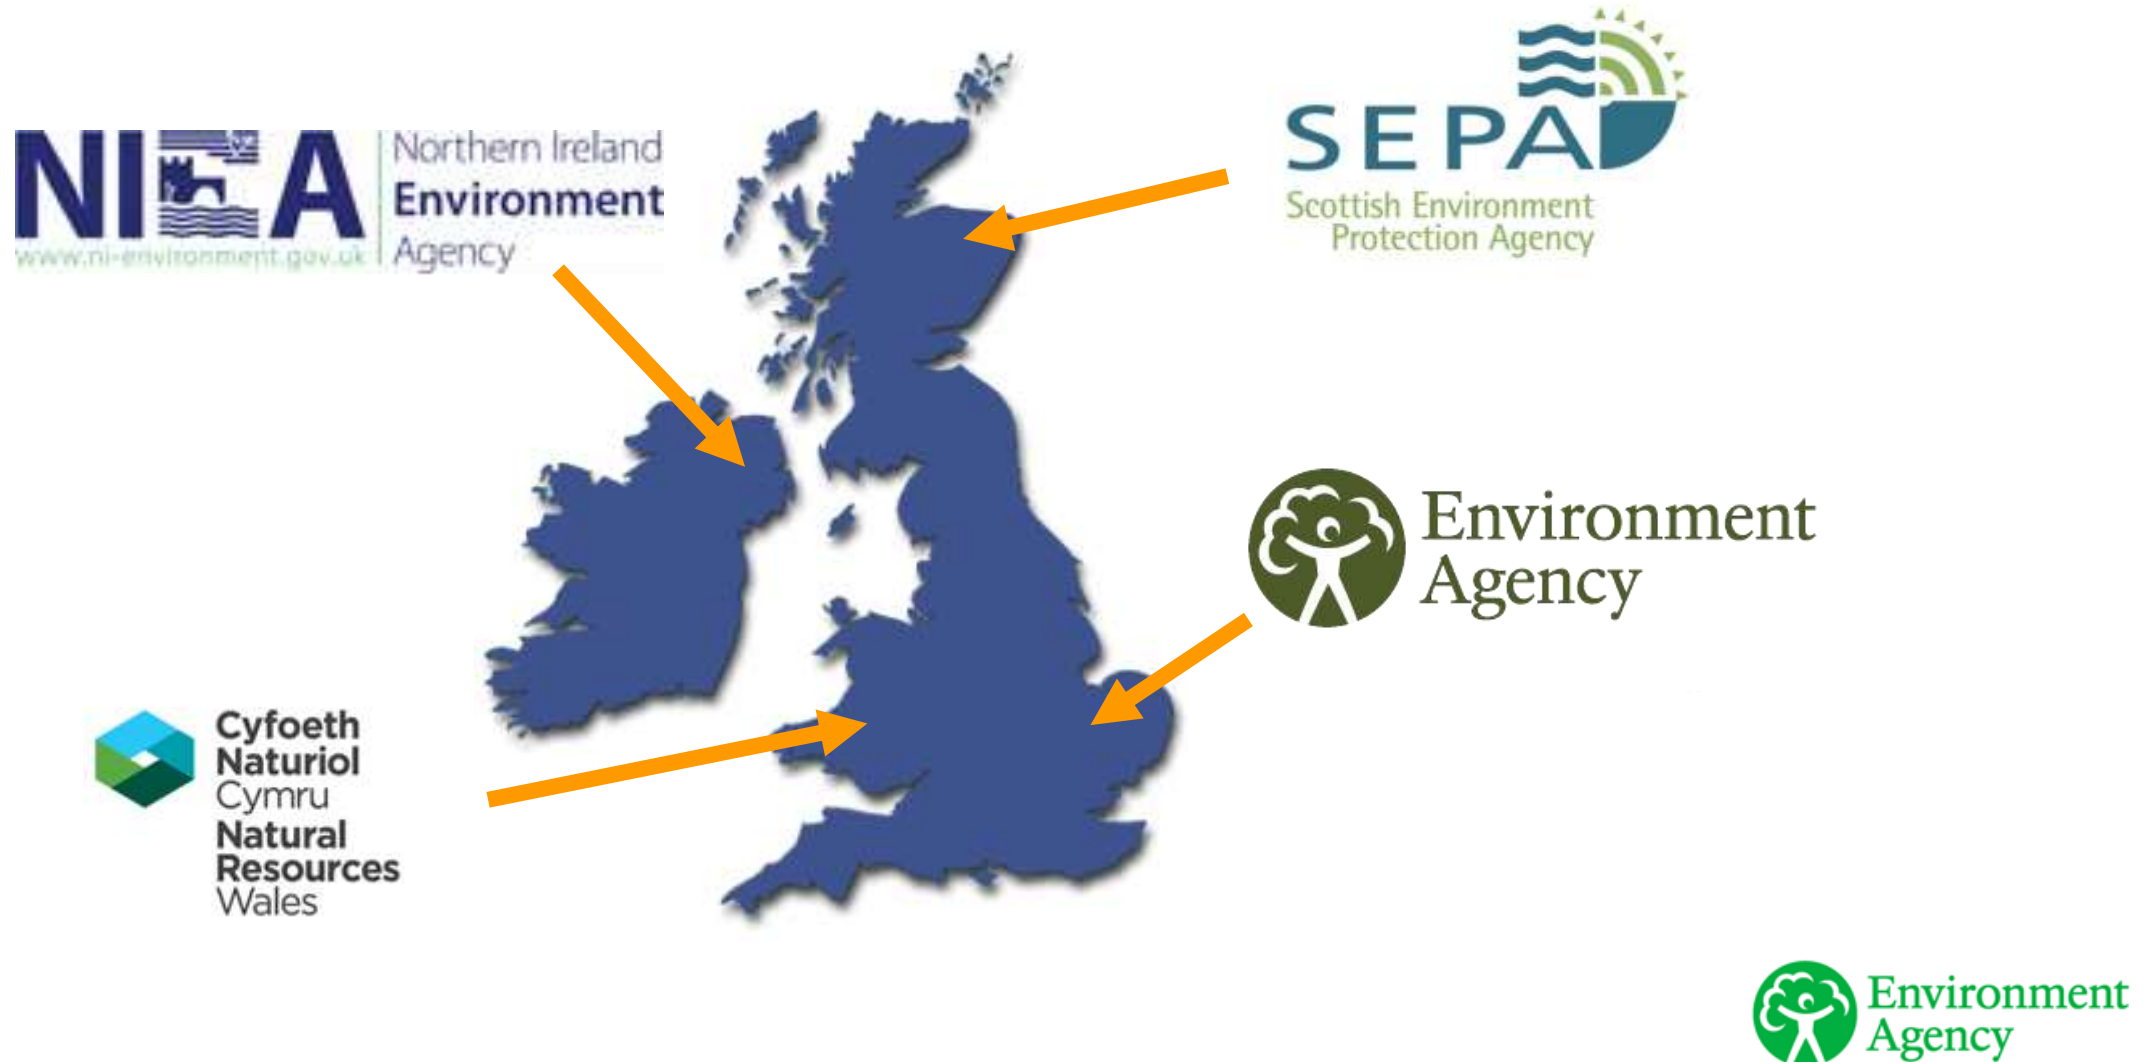 NIEA
Northern Ireland
Environment
Agency
www.ni-environment.gov.uk
SEPA
Scottish Environment
Protection Agency
Environment
Agency
Cyfoeth
Naturiol
Cymru
Natural
Resources
Wales
Environment
Agency